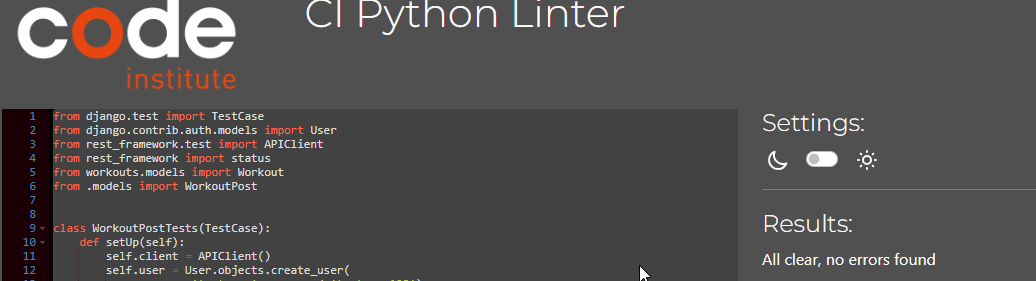 code
institute
CI Python Linter
1 from django.test import TestCase
2 from django.contrib.auth.models import User
3 from rest_framework.test import APIClient
4 from rest_framework import status
5 from workouts.models import Workout
6 from .models import WorkoutPost
7
8
9 class WorkoutPostTests(TestCase):
10 def setUp(self):
11 self.client = APIClient()
12 self.user = User.objects.create_user(
Settings:
Results:
All clear, no errors found